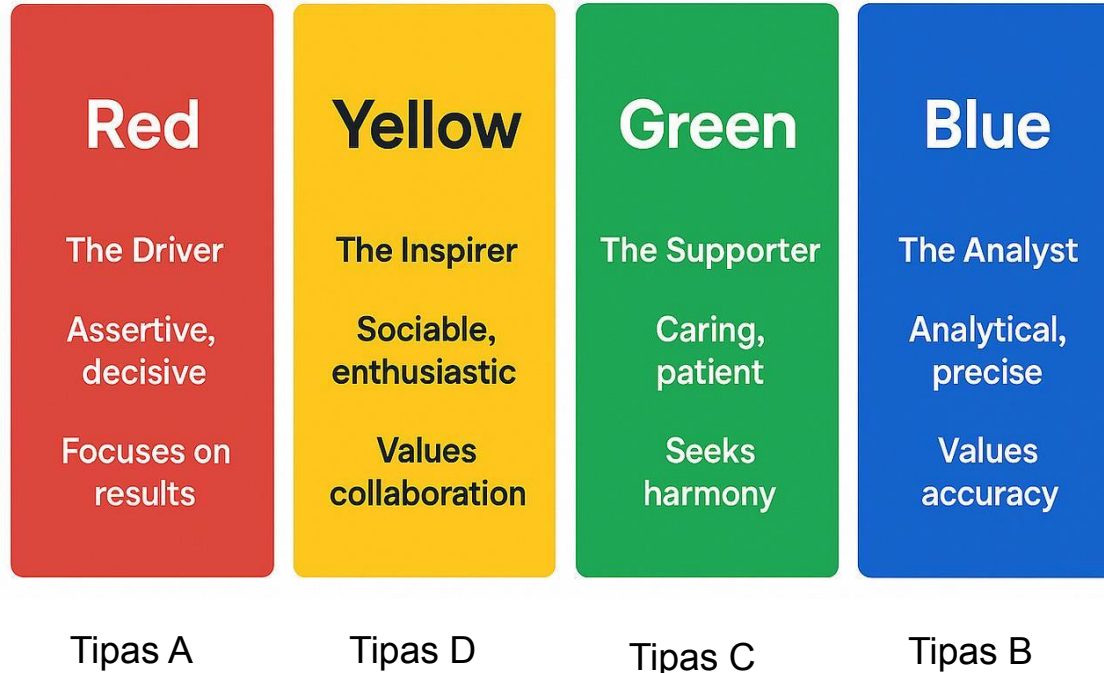 Red
The Driver
Assertive,
decisive
Focuses on
results
Tipas A
Yellow
The Inspirer
Sociable,
enthusiastic
Values
collaboration
Tipas D
Green
The Supporter
Caring,
patient
Seeks
harmony
Tipas C
Blue
The Analyst
Analytical,
precise
Values
accuracy
Tipas B